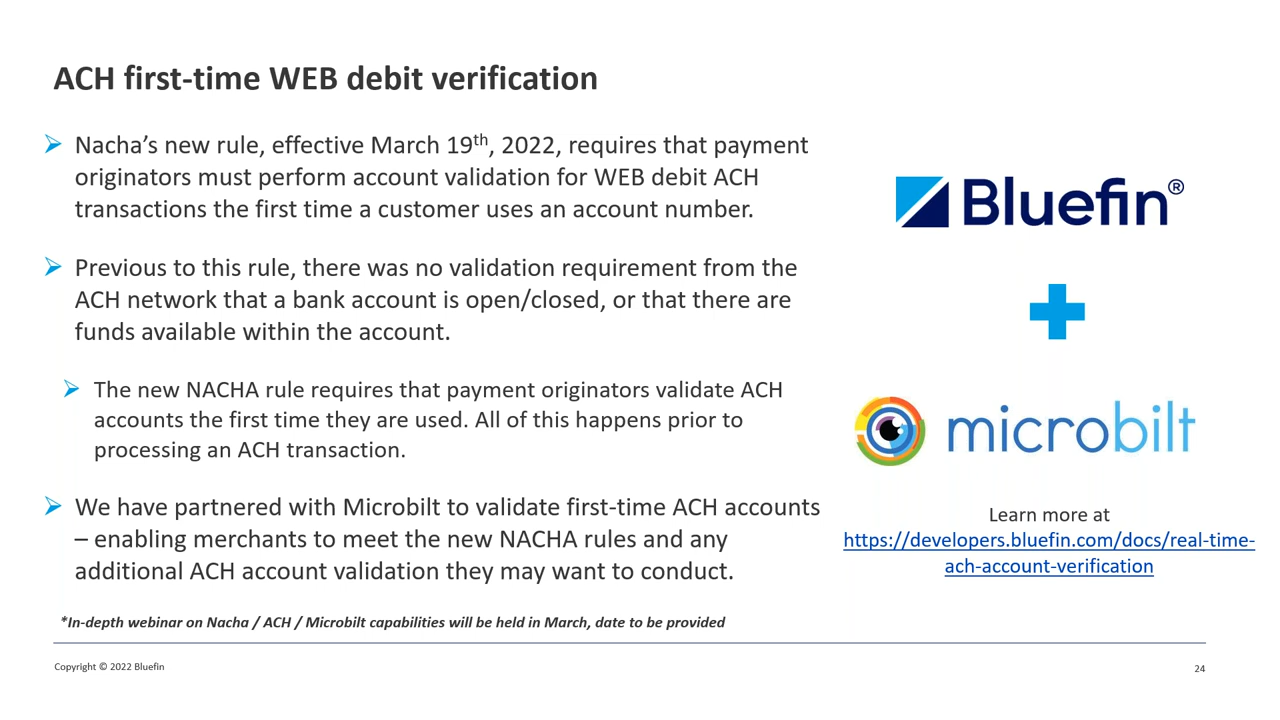 ACH first-time WEB debit verification
➢ Nacha’s new rule, effective March 19th, 2022, requires that payment
originators must perform account validation for WEB debit ACH
transactions the first time a customer uses an account number.
➢ Previous to this rule, there was no validation requirement from the
ACH network that a bank account is open/closed, or that there are
funds available within the account.
➢ The new NACHA rule requires that payment originators validate ACH
accounts the first time they are used. All of this happens prior to
processing an ACH transaction.
➢ We have partnered with Microbilt to validate first-time ACH accounts
– enabling merchants to meet the new NACHA rules and any
additional ACH account validation they may want to conduct.
*In-depth webinar on Nacha / ACH / Microbilt capabilities will be held in March, date to be provided
Bluefin®
microbilt
Learn more at
https://developers.bluefin.com/docs/real-time-
ach-account-verification
Copyright © 2022 Bluefin
24